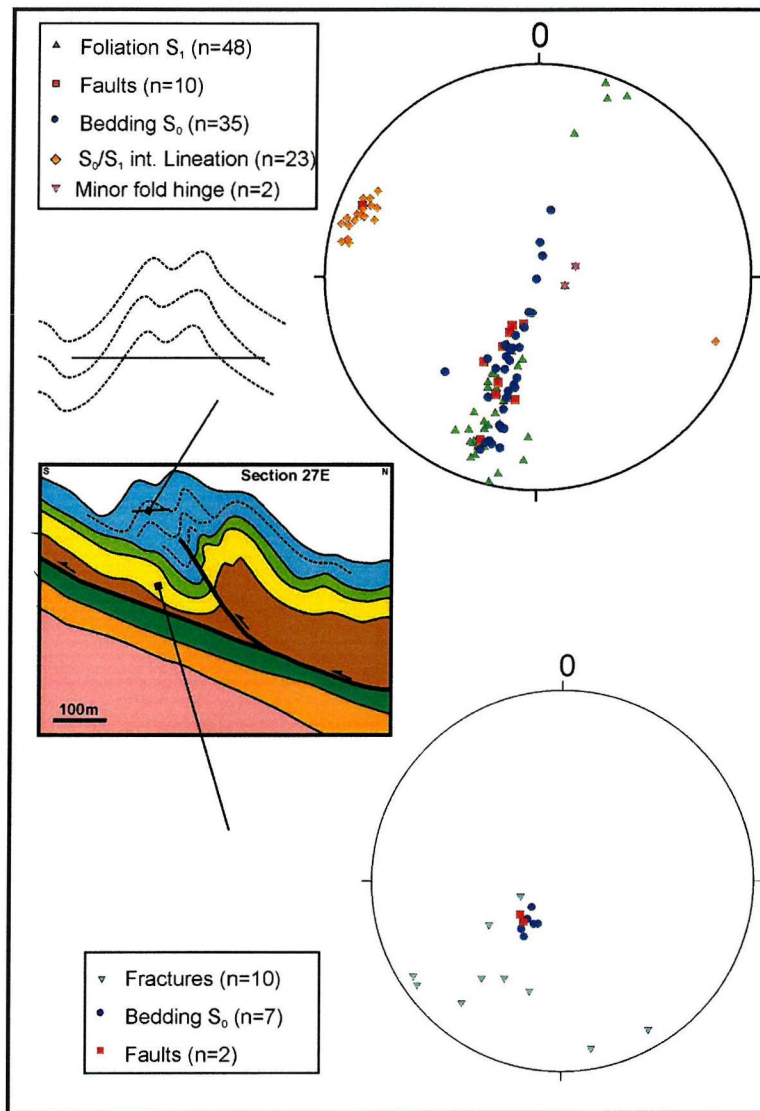 Foliation S₁ (n=48)
0
Faults (n=10)
Bedding S₀ (n=35)
S₀/S₁ int. Lineation (n=23)
Minor fold hinge (n=2)
S
Section 27E
N
100m
0
Fractures (n=10)
Bedding S₀ (n=7)
Faults (n=2)